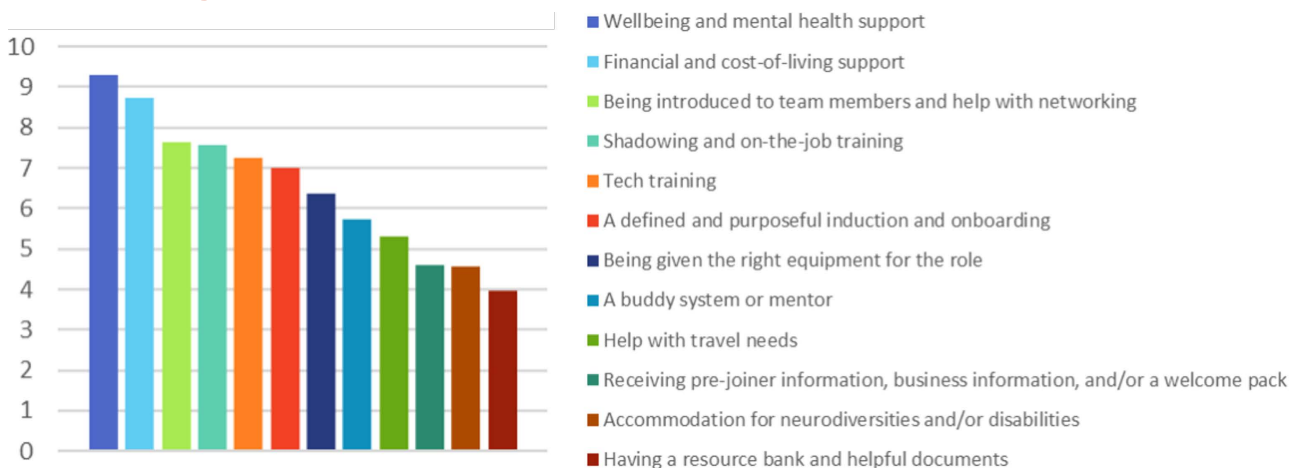 10
9
8
7
6
5
4
3
2
1
0
Wellbeing and mental health support
Financial and cost-of-living support
Being introduced to team members and help with networking
Shadowing and on-the-job training
Tech training
A defined and purposeful induction and onboarding
Being given the right equipment for the role
A buddy system or mentor
Help with travel needs
Receiving pre-joiner information, business information, and/or a welcome pack
Accommodation for neurodiversities and/or disabilities
Having a resource bank and helpful documents